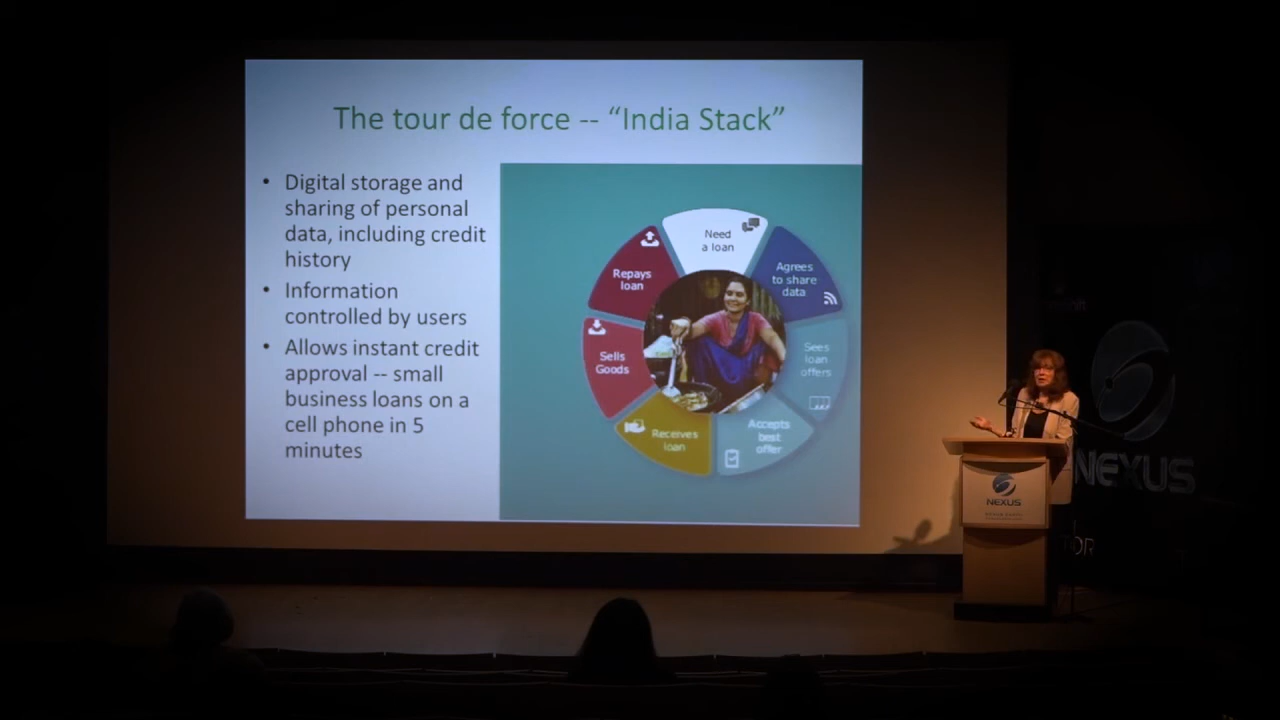 The tour de force -- “India Stack”
• Digital storage and
sharing of personal
data, including credit
history
• Information
controlled by users
• Allows instant credit
approval -- small
business loans on a
cell phone in 5
minutes
Need
a loan
Agrees
to share
data
Sees
loan
offers
Accepts
best
offer
Receives
loan
Sells
Goods
Repays
loan
NEXUS
NEXUS
TOR